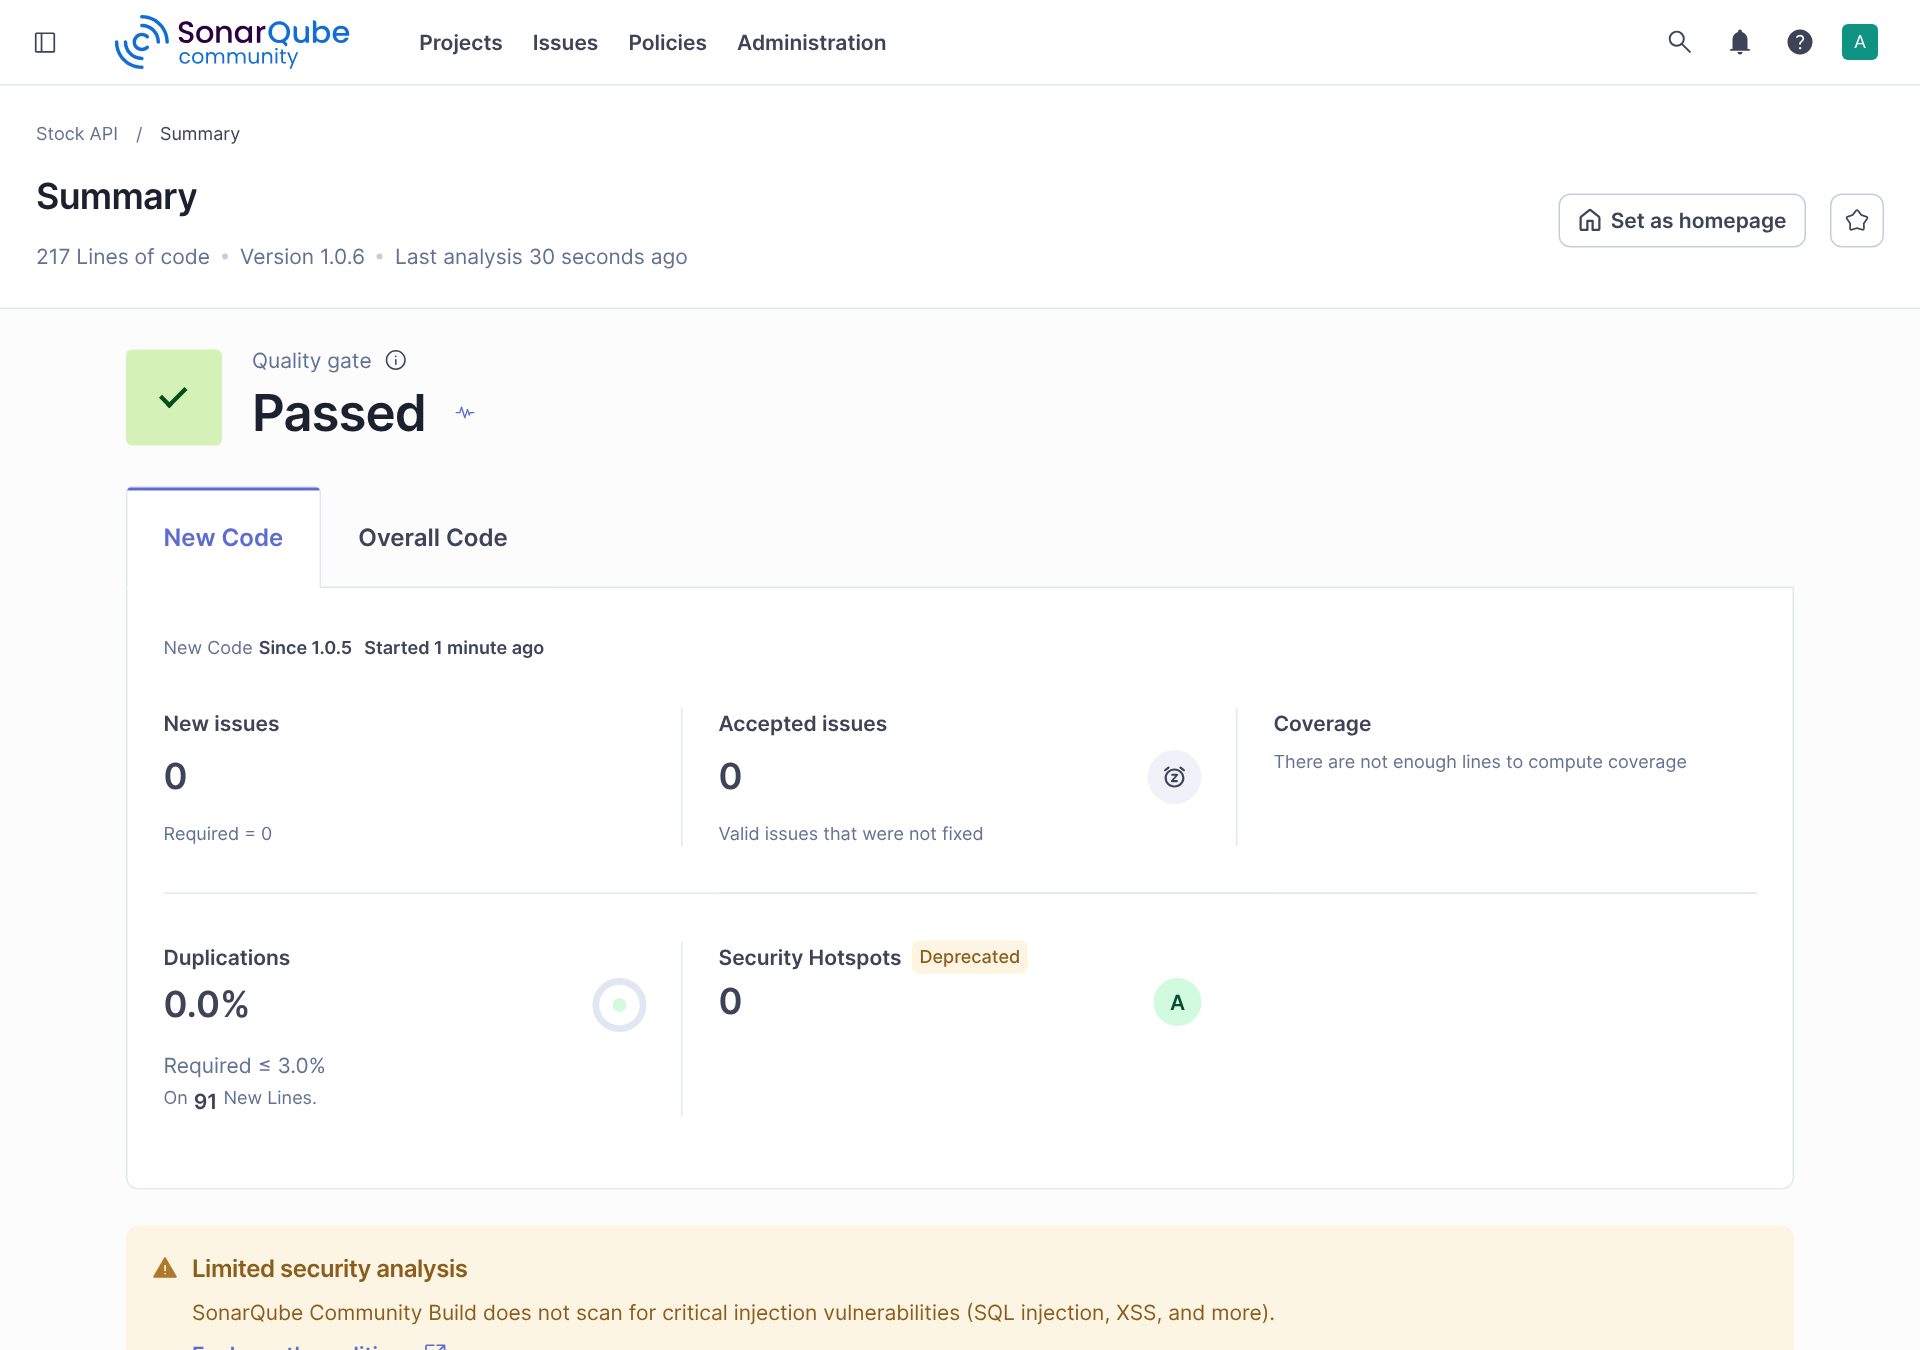 SonarQube community
Projects Issues Policies Administration
? A
Stock API / Summary
Summary
Set as homepage
217 Lines of code • Version 1.0.6 • Last analysis 30 seconds ago
Quality gate
Passed
New Code Overall Code
New Code Since 1.0.5 Started 1 minute ago
New issues
0
Required = 0
Accepted issues
0
Valid issues that were not fixed
Coverage
There are not enough lines to compute coverage
Duplications
0.0%
Required ≤ 3.0%
On 91 New Lines.
Security Hotspots Deprecated
0
A
Limited security analysis
SonarQube Community Build does not scan for critical injection vulnerabilities (SQL injection, XSS, and more).